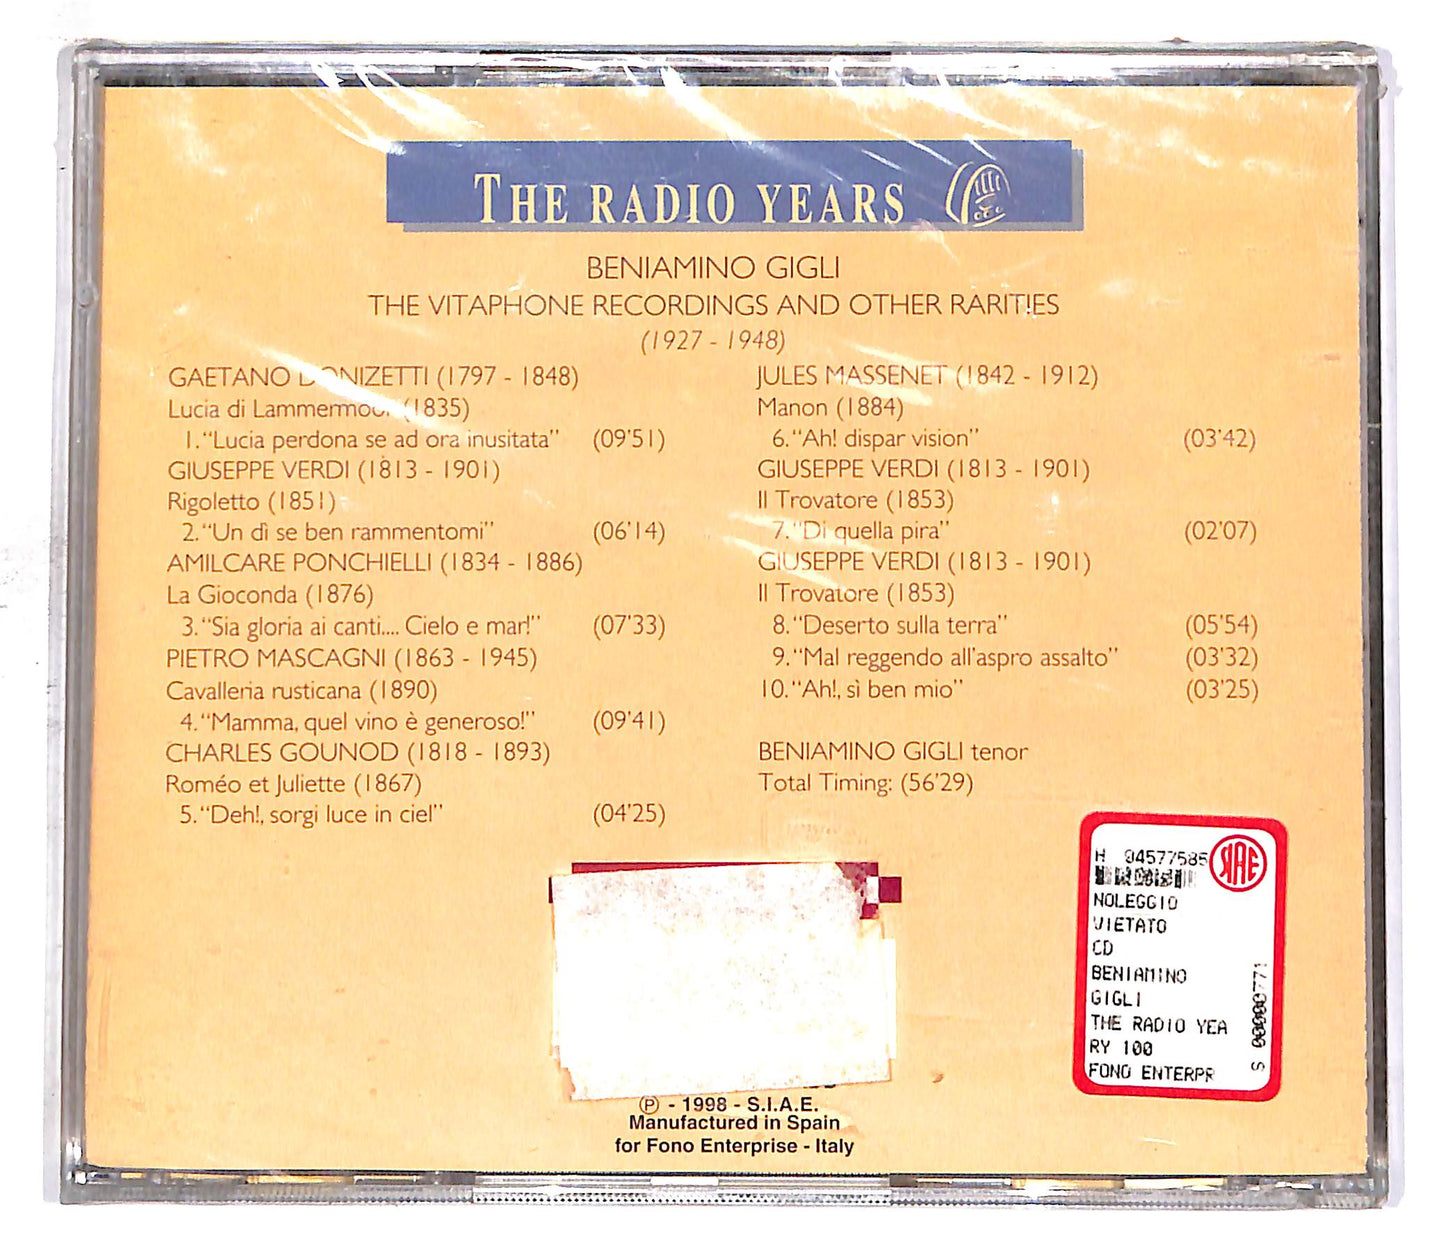 THE RADIO YEARS
BENIAMINO GIGLI
THE VITAPHONE RECORDINGS AND OTHER RARITIES
(1927 - 1948)
GAETANO DONIZETTI (1797 - 1848)
Lucia di Lammermoor (1835)
1. "Lucia perdona se ad ora inusitata" (09'51)
GIUSEPPE VERDI (1813 - 1901)
Rigoletto (1851)
2. "Un dì se ben rammentomi" (06'14)
AMILCARE PONCHIELLI (1834 - 1886)
La Gioconda (1876)
3. "Sia gloria ai canti.... Cielo e mar!" (07'33)
PIETRO MASCAGNI (1863 - 1945)
Cavalleria rusticana (1890)
4. "Mamma, quel vino è generoso!" (09'41)
CHARLES GOUNOD (1818 - 1893)
Roméo et Juliette (1867)
5. "Deh!, sorgi luce in ciel" (04'25)
JULES MASSENET (1842 - 1912)
Manon (1884)
6. "Ah! dispar vision" (03'42)
GIUSEPPE VERDI (1813 - 1901)
Il Trovatore (1853)
7. "Di quella pira" (02'07)
GIUSEPPE VERDI (1813 - 1901)
Il Trovatore (1853)
8. "Deserto sulla terra" (05'54)
9. "Mal reggendo all'aspro assalto" (03'32)
10. "Ah!, sì ben mio" (03'25)
BENIAMINO GIGLI tenor
Total Timing: (56'29)
H 04577585
SIAE
NOLEGGIO
VIETATO
CD
BENIAMINO
GIGLI
THE RADIO YEA
RY 100
FONO ENTERPR
S 00000771
℗ - 1998 - S.I.A.E.
Manufactured in Spain
for Fono Enterprise - Italy